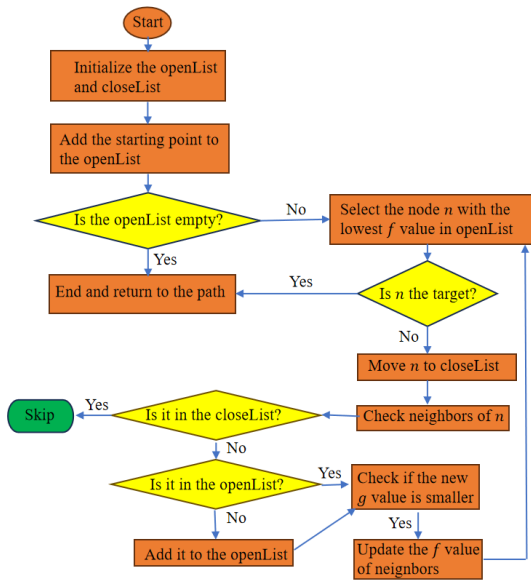 Start
Initialize the openList
and closeList
Add the starting point to
the openList
Is the openList empty?
No
Select the node n with the
lowest f value in openList
Yes
End and return to the path
Yes
Is n the target?
No
Move n to closeList
Check neighbors of n
Is it in the closeList?
Yes
Skip
No
Is it in the openList?
Yes
Check if the new
g value is smaller
No
Yes
Add it to the openList
Update the f value
of neignbors